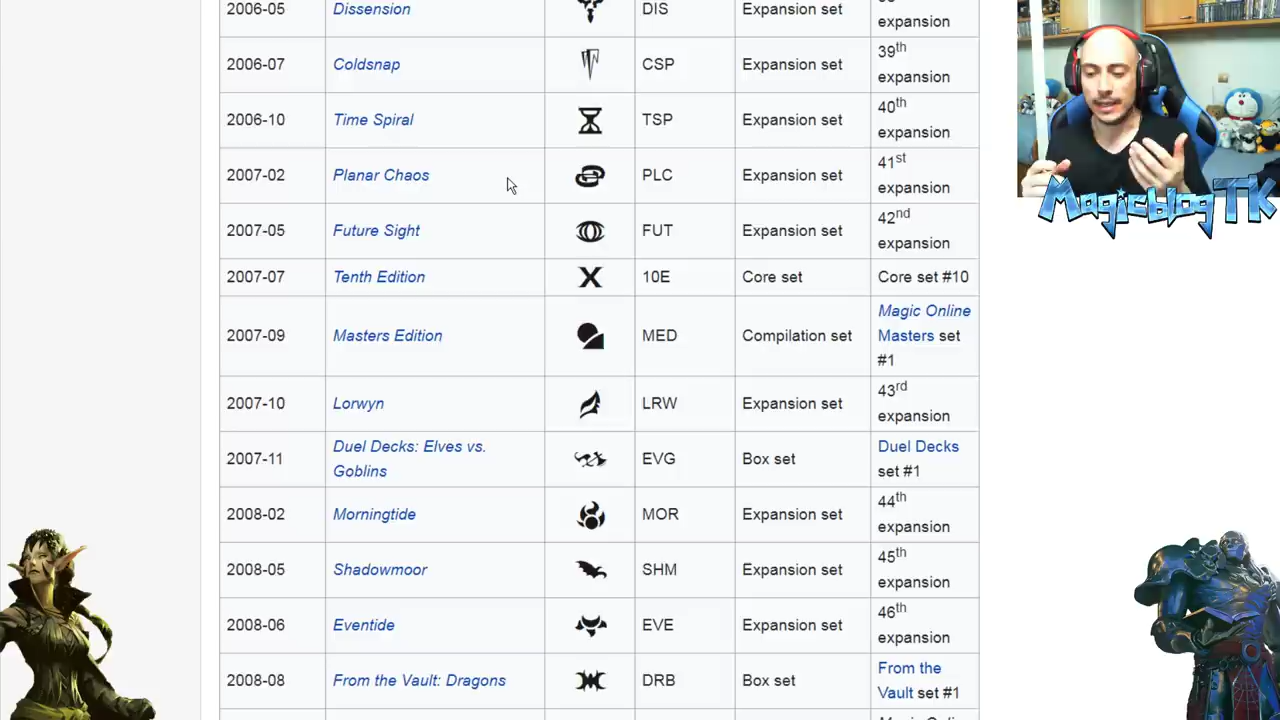 2006-05 Dissension DIS Expansion set
expansion
2006-07 Coldsnap CSP Expansion set 39th
expansion
2006-10 Time Spiral TSP Expansion set 40th
expansion
2007-02 Planar Chaos PLC Expansion set 41st
expansion
2007-05 Future Sight FUT Expansion set 42nd
expansion
2007-07 Tenth Edition X 10E Core set Core set #10
2007-09 Masters Edition MED Compilation set Magic Online
Masters set
#1
2007-10 Lorwyn LRW Expansion set 43rd
expansion
2007-11 Duel Decks: Elves vs.
Goblins EVG Box set Duel Decks
set #1
2008-02 Morningtide MOR Expansion set 44th
expansion
2008-05 Shadowmoor SHM Expansion set 45th
expansion
2008-06 Eventide EVE Expansion set 46th
expansion
2008-08 From the Vault: Dragons DRB Box set From the
Vault set #1
MagicblogTK